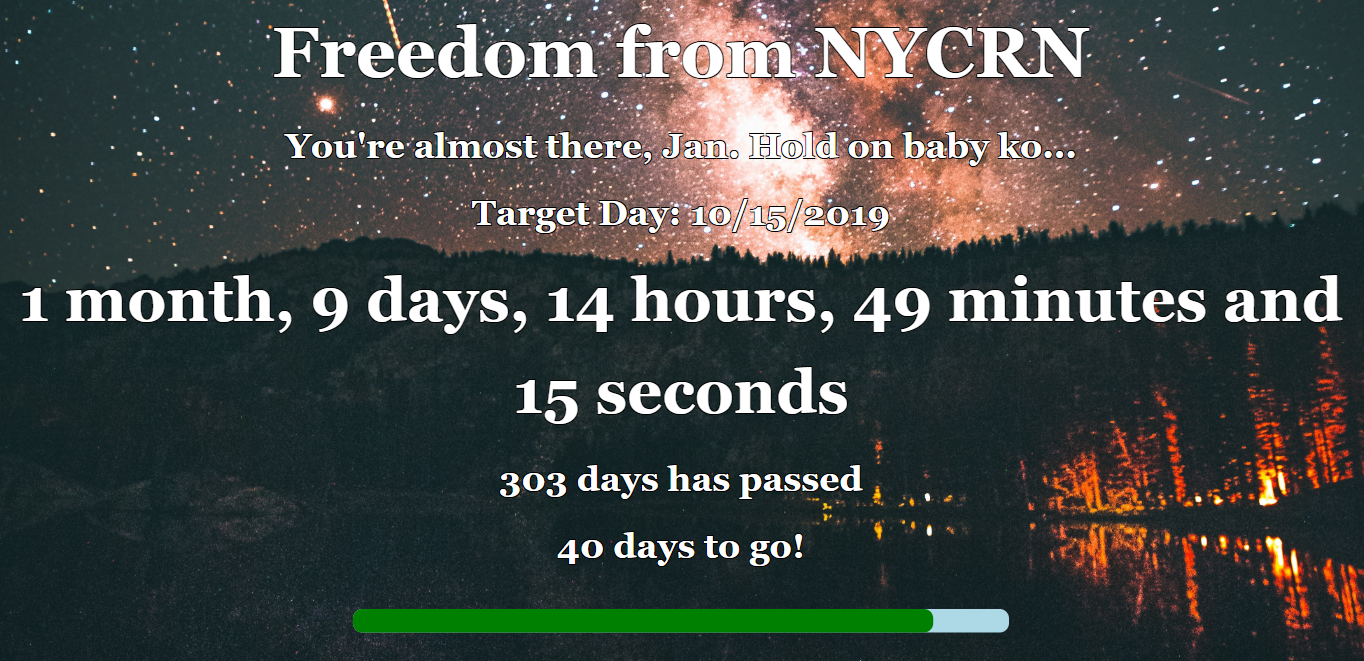 Freedom from NYCRN
You're almost there, Jan. Hold on baby ko...
Target Day: 10/15/2019
1 month, 9 days, 14 hours, 49 minutes and
15 seconds
303 days has passed
40 days to go!